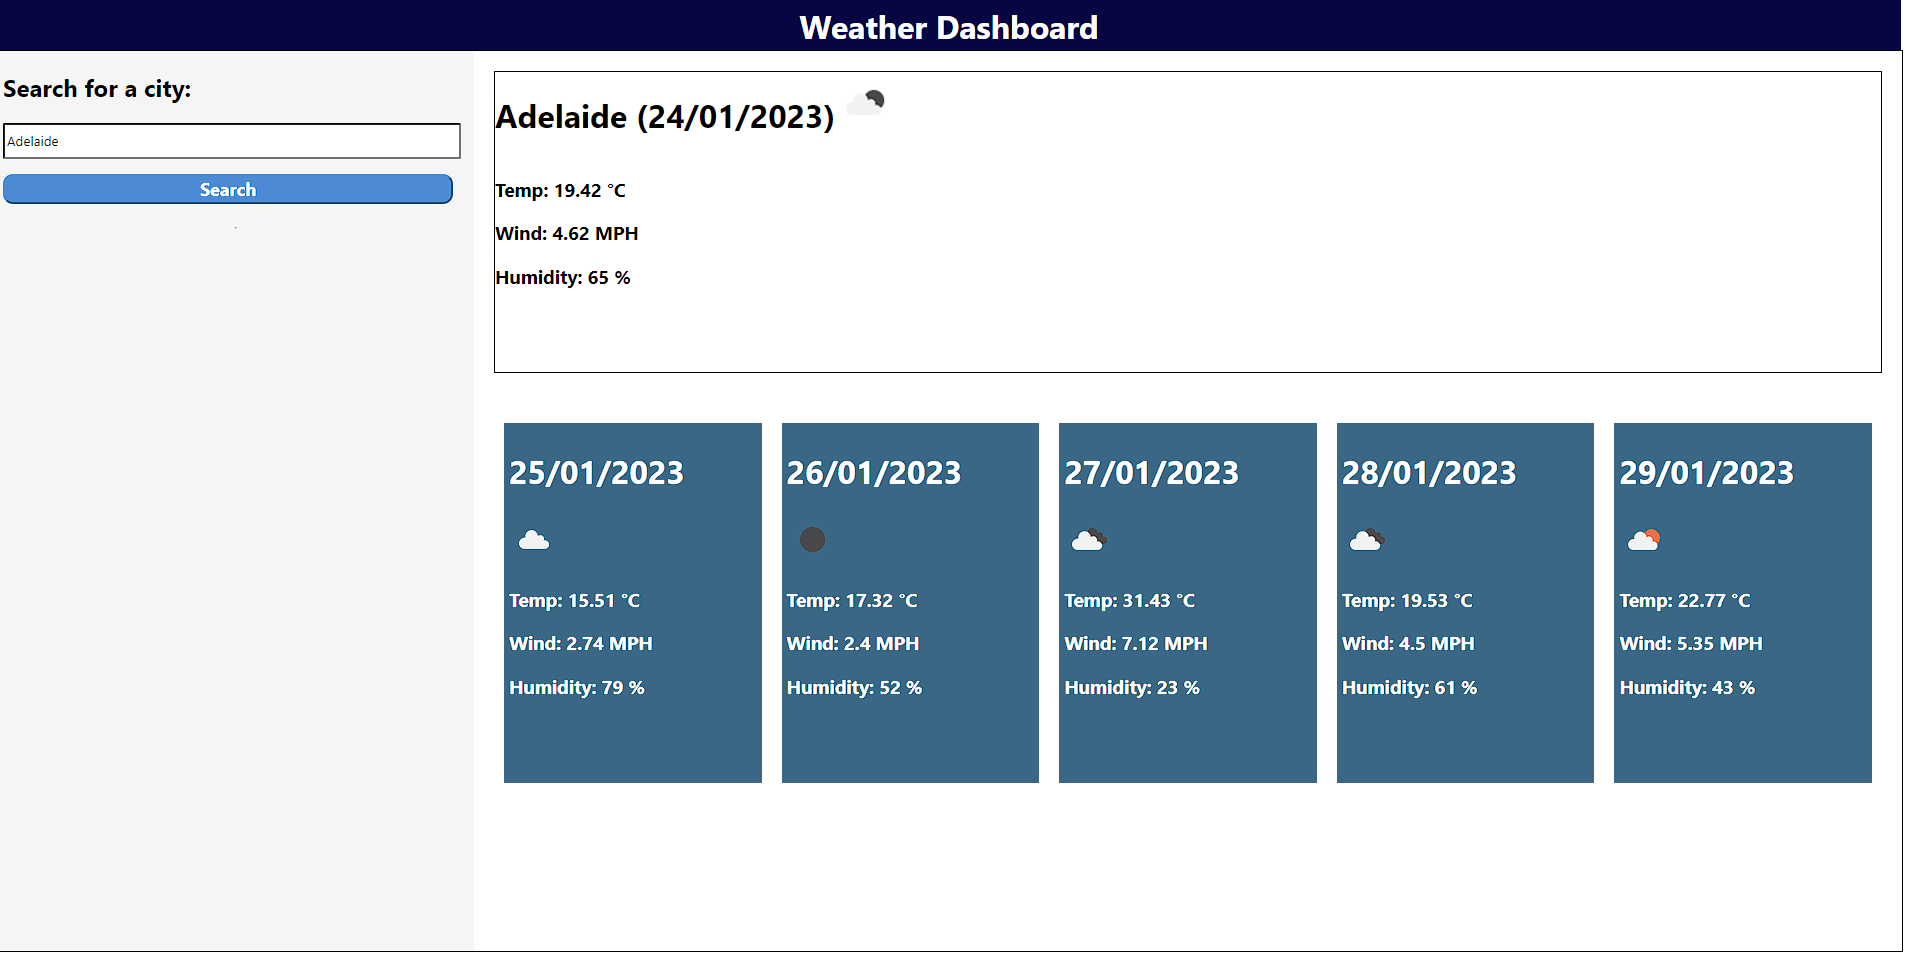 Weather Dashboard
Search for a city:
Adelaide
Search
Adelaide (24/01/2023)
Temp: 19.42 °C
Wind: 4.62 MPH
Humidity: 65 %
25/01/2023
Temp: 15.51 °C
Wind: 2.74 MPH
Humidity: 79 %
26/01/2023
Temp: 17.32 °C
Wind: 2.4 MPH
Humidity: 52 %
27/01/2023
Temp: 31.43 °C
Wind: 7.12 MPH
Humidity: 23 %
28/01/2023
Temp: 19.53 °C
Wind: 4.5 MPH
Humidity: 61 %
29/01/2023
Temp: 22.77 °C
Wind: 5.35 MPH
Humidity: 43 %